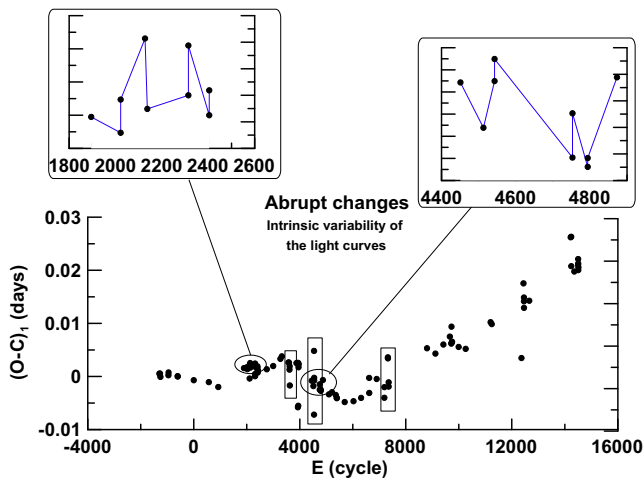 1800 2000 2200 2400 2600
4400 4600 4800
Abrupt changes
Intrinsic variability of
the light curves
0.03
0.02
0.01
0
-0.01
(O-C)₁ (days)
-4000 0 4000 8000 12000 16000
E (cycle)